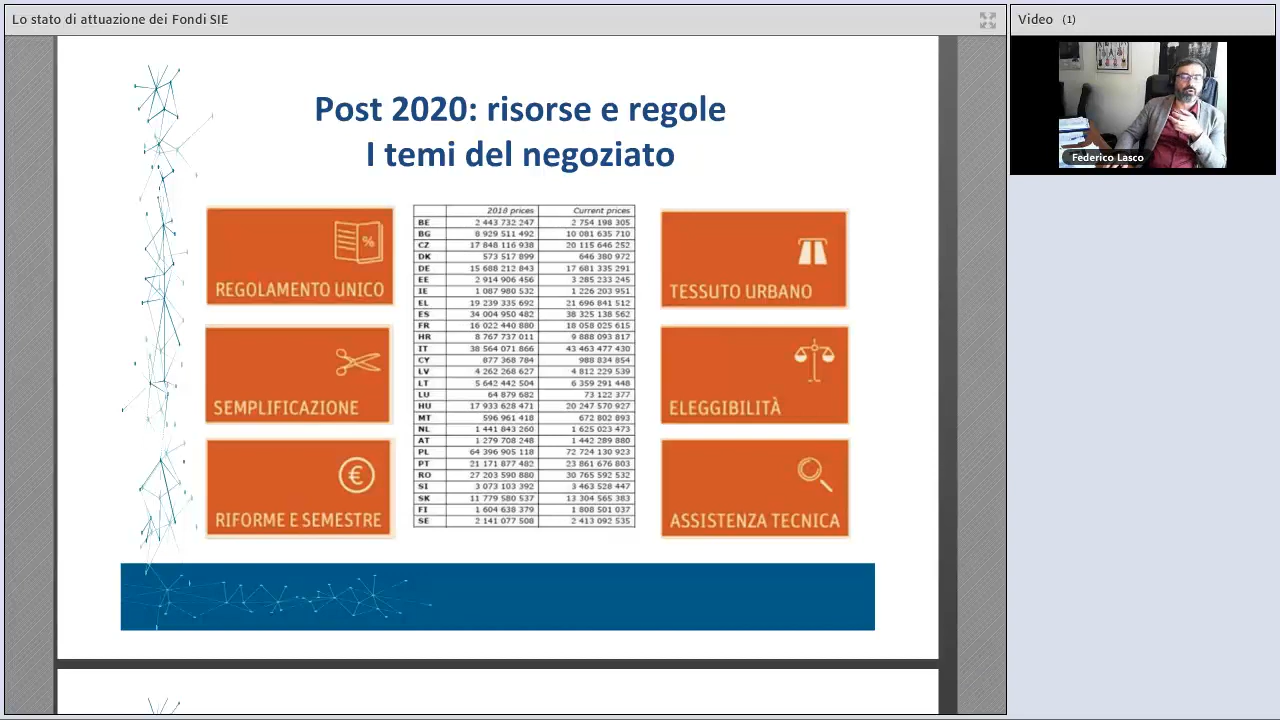 Lo stato di attuazione dei Fondi SIE
Video (1)
Federico Lasco
Post 2020: risorse e regole
I temi del negoziato
REGOLAMENTO UNICO
%
SEMPLIFICAZIONE
€
RIFORME E SEMESTRE
2018 prices Current prices
BE 2 443 732 247 2 754 198 305
BG 8 929 511 492 10 081 635 710
CZ 17 848 116 938 20 115 646 252
DK 573 517 899 646 380 972
DE 15 688 212 843 17 681 335 291
EE 2 914 906 456 3 285 233 245
IE 1 087 980 532 1 226 203 951
EL 19 239 335 692 21 696 841 512
ES 34 004 950 482 38 325 138 562
FR 16 022 440 880 18 058 025 615
HR 8 767 737 011 9 888 093 817
IT 38 564 071 866 43 463 477 430
CY 877 368 784 988 834 854
LV 4 262 268 627 4 812 229 539
LT 5 642 442 504 6 359 291 448
LU 64 879 682 73 122 377
HU 17 933 628 471 20 247 570 927
MT 596 961 418 672 802 893
NL 1 441 843 260 1 625 023 473
AT 1 279 708 248 1 442 289 880
PL 64 396 905 118 72 724 130 923
PT 21 171 877 482 23 861 676 803
RO 27 203 590 880 30 765 592 532
SI 3 073 103 392 3 463 528 447
SK 11 779 580 537 13 304 565 383
FI 1 604 638 379 1 808 501 037
SE 2 141 077 508 2 413 092 535
TESSUTO URBANO
ELEGGIBILITÀ
ASSISTENZA TECNICA